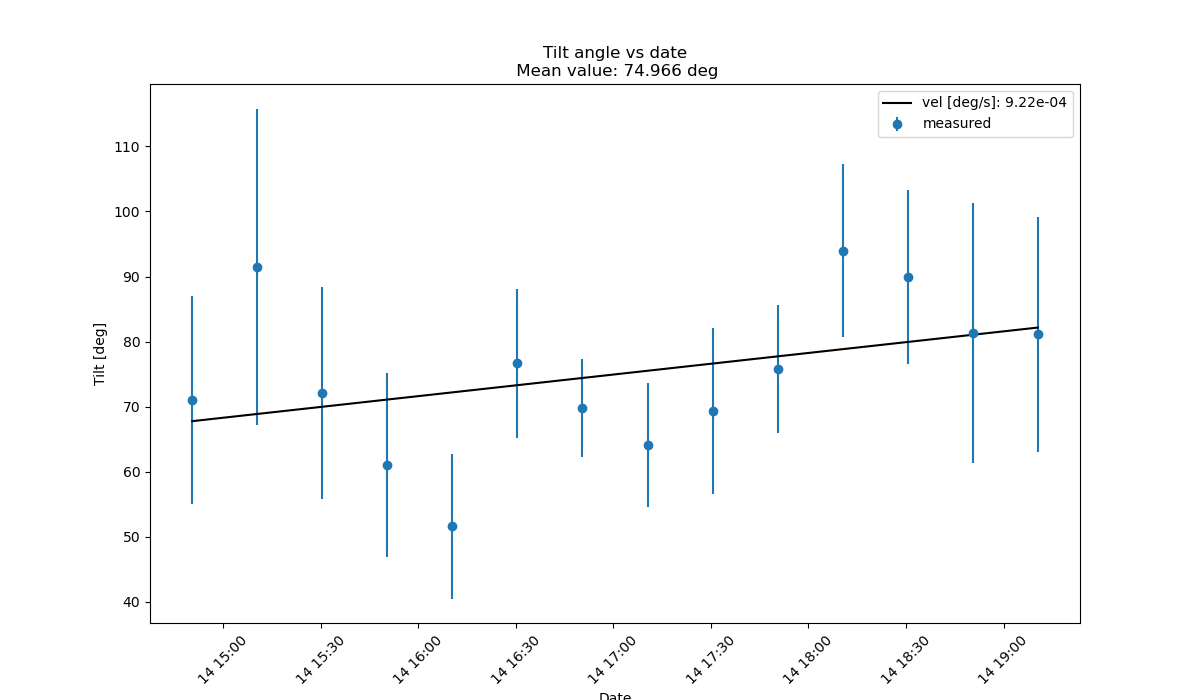 Tilt angle vs date
Mean value: 74.966 deg
vel [deg/s]: 9.22e-04
measured
Tilt [deg]
110
100
90
80
70
60
50
40
14 15:00
14 15:30
14 16:00
14 16:30
14 17:00
14 17:30
14 18:00
14 18:30
14 19:00
Date